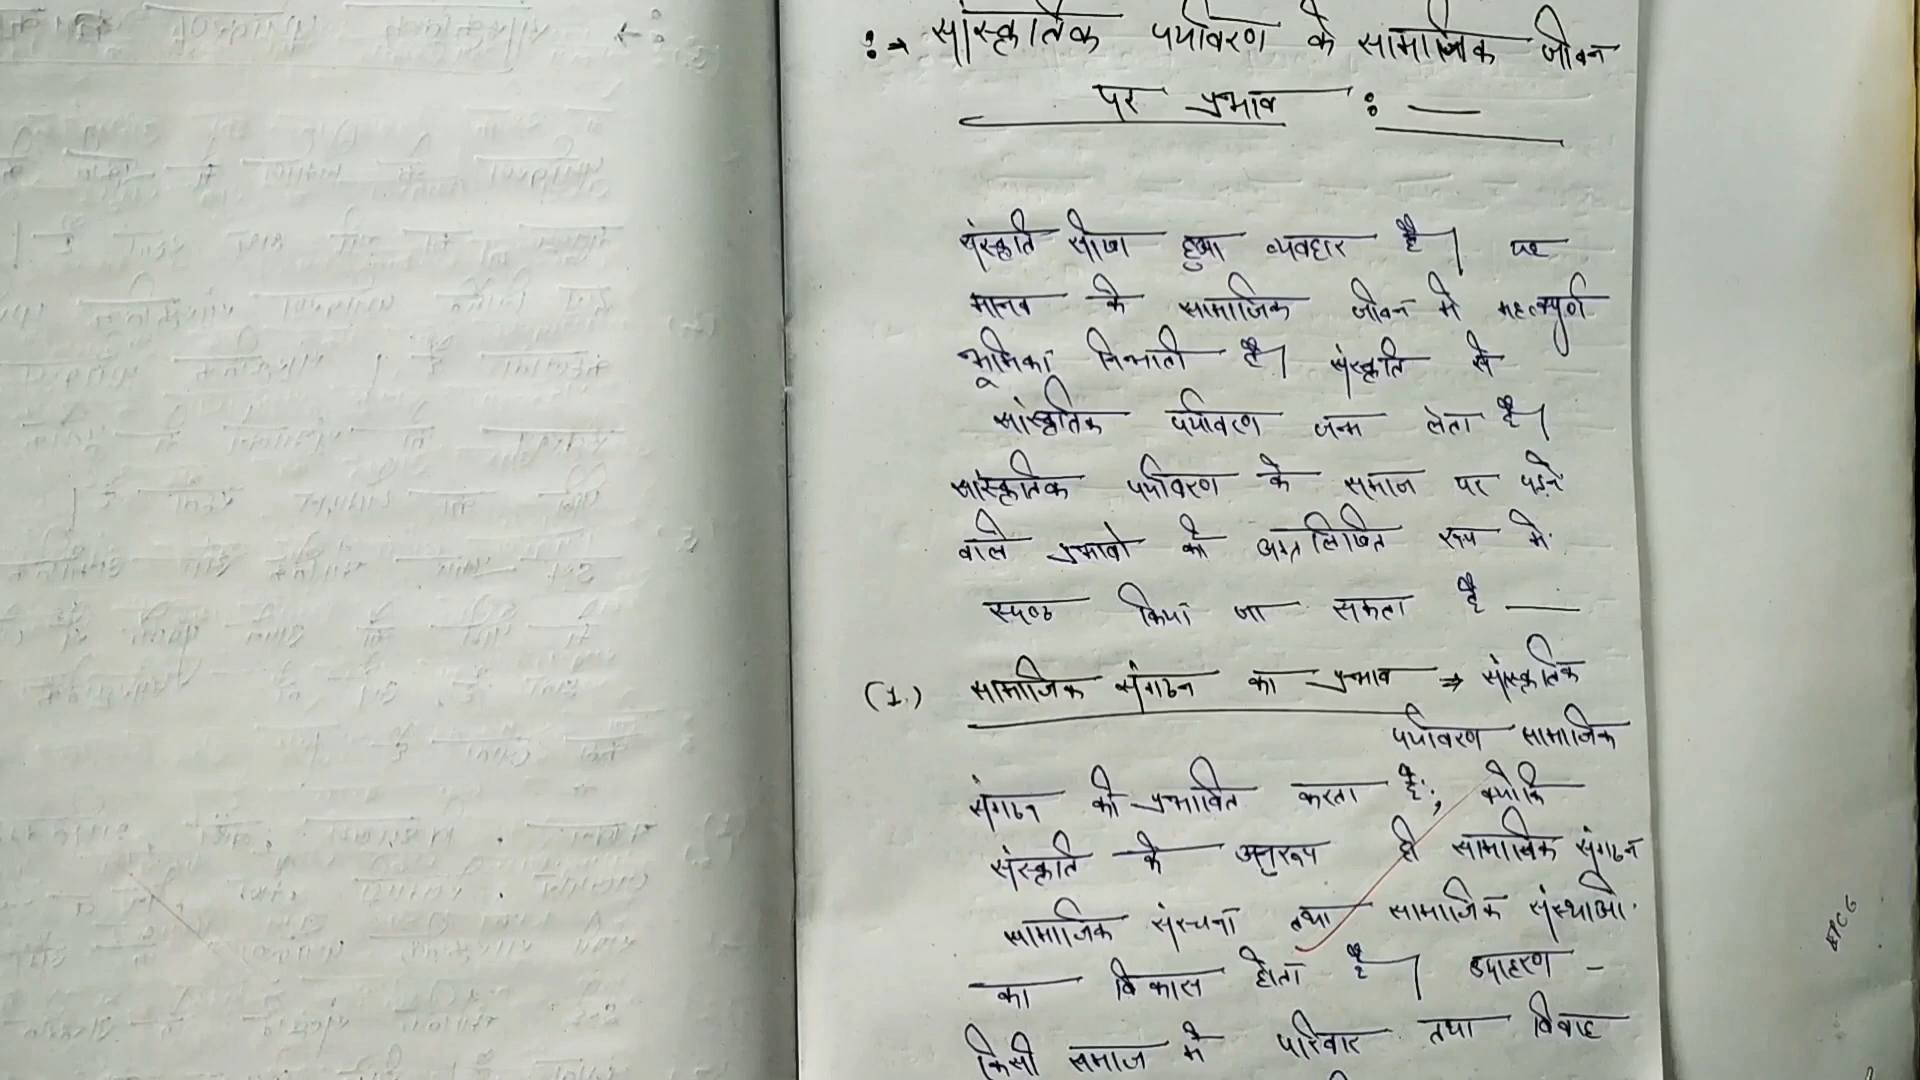 :→ सांस्कृतिक पर्यावरण के सामाजिक जीवन
पर प्रभाव : —
संस्कृति सीखा हुआ व्यवहार है। यह
मानव के सामाजिक जीवन में महत्वपूर्ण
भूमिका निभाती है। संस्कृति से
सांस्कृतिक पर्यावरण जन्म लेता है।
सांस्कृतिक पर्यावरण के समाज पर पड़ने
वाले प्रभावो को अग्रलिखित रूप में
स्पष्ठ किया जा सकता है —
(1.) सामाजिक संगठन का प्रभाव ⇒ सांस्कृतिक
पर्यावरण सामाजिक
संगठन को प्रभावित करता है; क्योकि
संस्कृति के अनुरूप ही सामाजिक संगठन
सामाजिक संरचना तथा सामाजिक संस्थाओ
का विकास होता है। उदाहरण -
किसी समाज में परिवार तथा विवाह